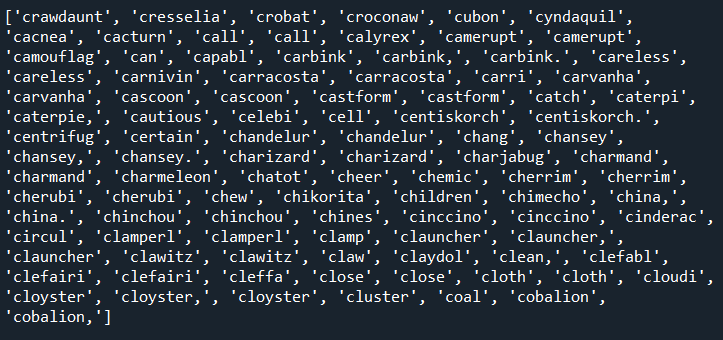 ['crawdaunt', 'cresselia', 'crobat', 'croconaw', 'cubon', 'cyndaquil',
'cacnea', 'cacturn', 'call', 'call', 'calyrex', 'camerupt', 'camerupt',
'camouflag', 'can', 'capabl', 'carbink', 'carbink,', 'carbink.', 'careless',
'careless', 'carnivin', 'carracosta', 'carracosta', 'carri', 'carvanha',
'carvanha', 'cascoon', 'cascoon', 'castform', 'castform', 'catch', 'caterpi',
'caterpie,', 'cautious', 'celebi', 'cell', 'centiskorch', 'centiskorch.',
'centrifug', 'certain', 'chandelur', 'chandelur', 'chang', 'chansey',
'chansey,', 'chansey.', 'charizard', 'charizard', 'charjabug', 'charmand',
'charmand', 'charmeleon', 'chatot', 'cheer', 'chemic', 'cherrim', 'cherrim',
'cherubi', 'cherubi', 'chew', 'chikorita', 'children', 'chimecho', 'china,',
'china.', 'chinchou', 'chinchou', 'chines', 'cinccino', 'cinccino', 'cinderac',
'circul', 'clamperl', 'clamperl', 'clamp', 'clauncher', 'clauncher,',
'clauncher', 'clawitz', 'clawitz', 'claw', 'claydol', 'clean,', 'clefabl',
'clefairi', 'clefairi', 'cleffa', 'close', 'close', 'cloth', 'cloth', 'cloudi',
'cloyster', 'cloyster,', 'cloyster', 'cluster', 'coal', 'cobalion',
'cobalion,']